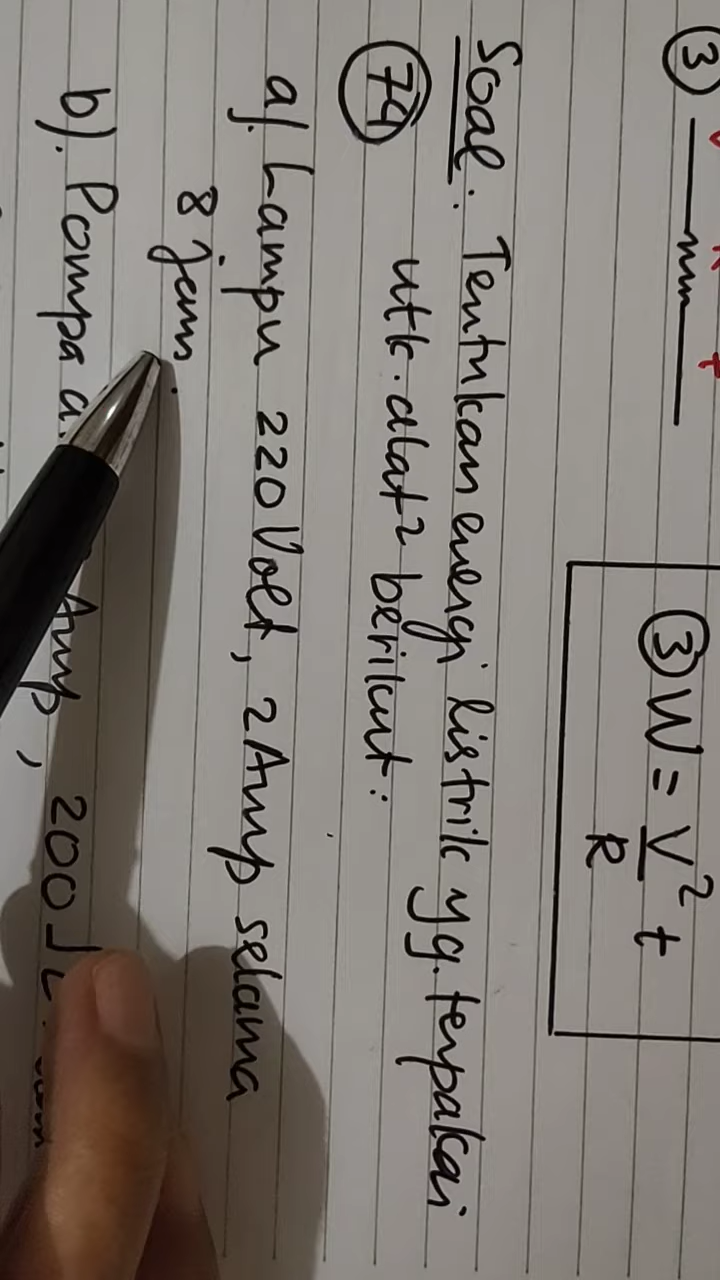 ③
③ W = V² t
R
Soal: Tentukan energi listrik yg. terpakai
74 utk. alat² berikut:
a). Lampu 220 Volt, 2 Amp selama
8 jam.
b). Pompa Amp, 200